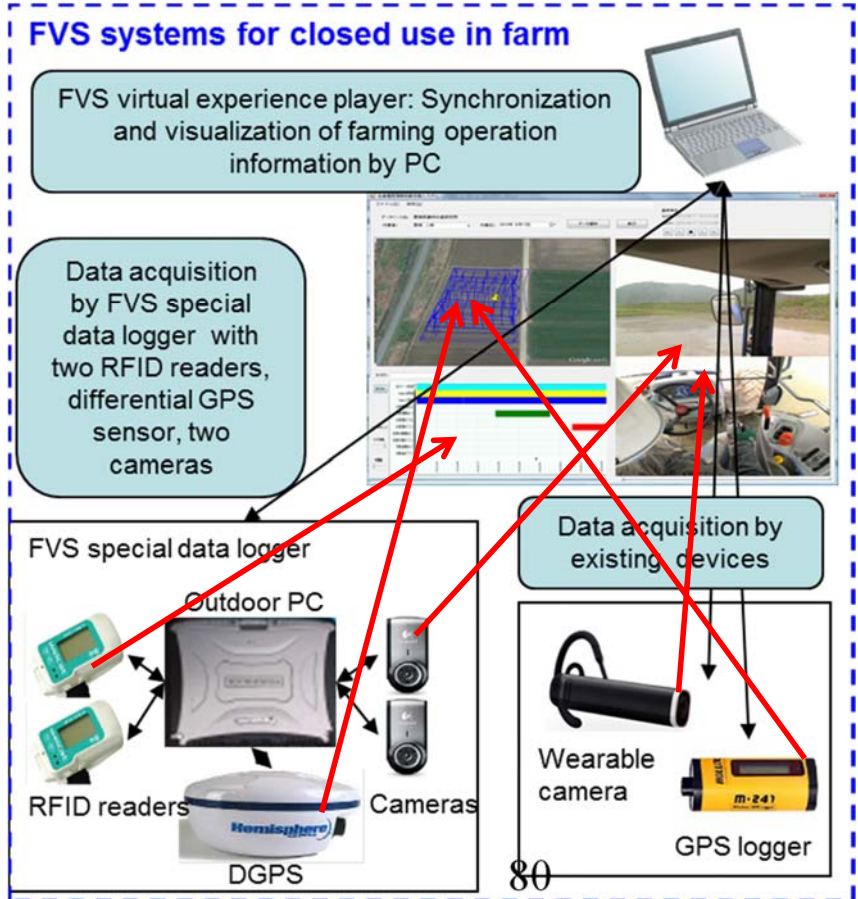 FVS systems for closed use in farm
FVS virtual experience player: Synchronization
and visualization of farming operation
information by PC
Data acquisition
by FVS special
data logger with
two RFID readers,
differential GPS
sensor, two
cameras
Data acquisition by
existing devices
FVS special data logger
Outdoor PC
RFID readers
Cameras
Hemisphere
DGPS
Wearable
camera
M-241
GPS logger
80